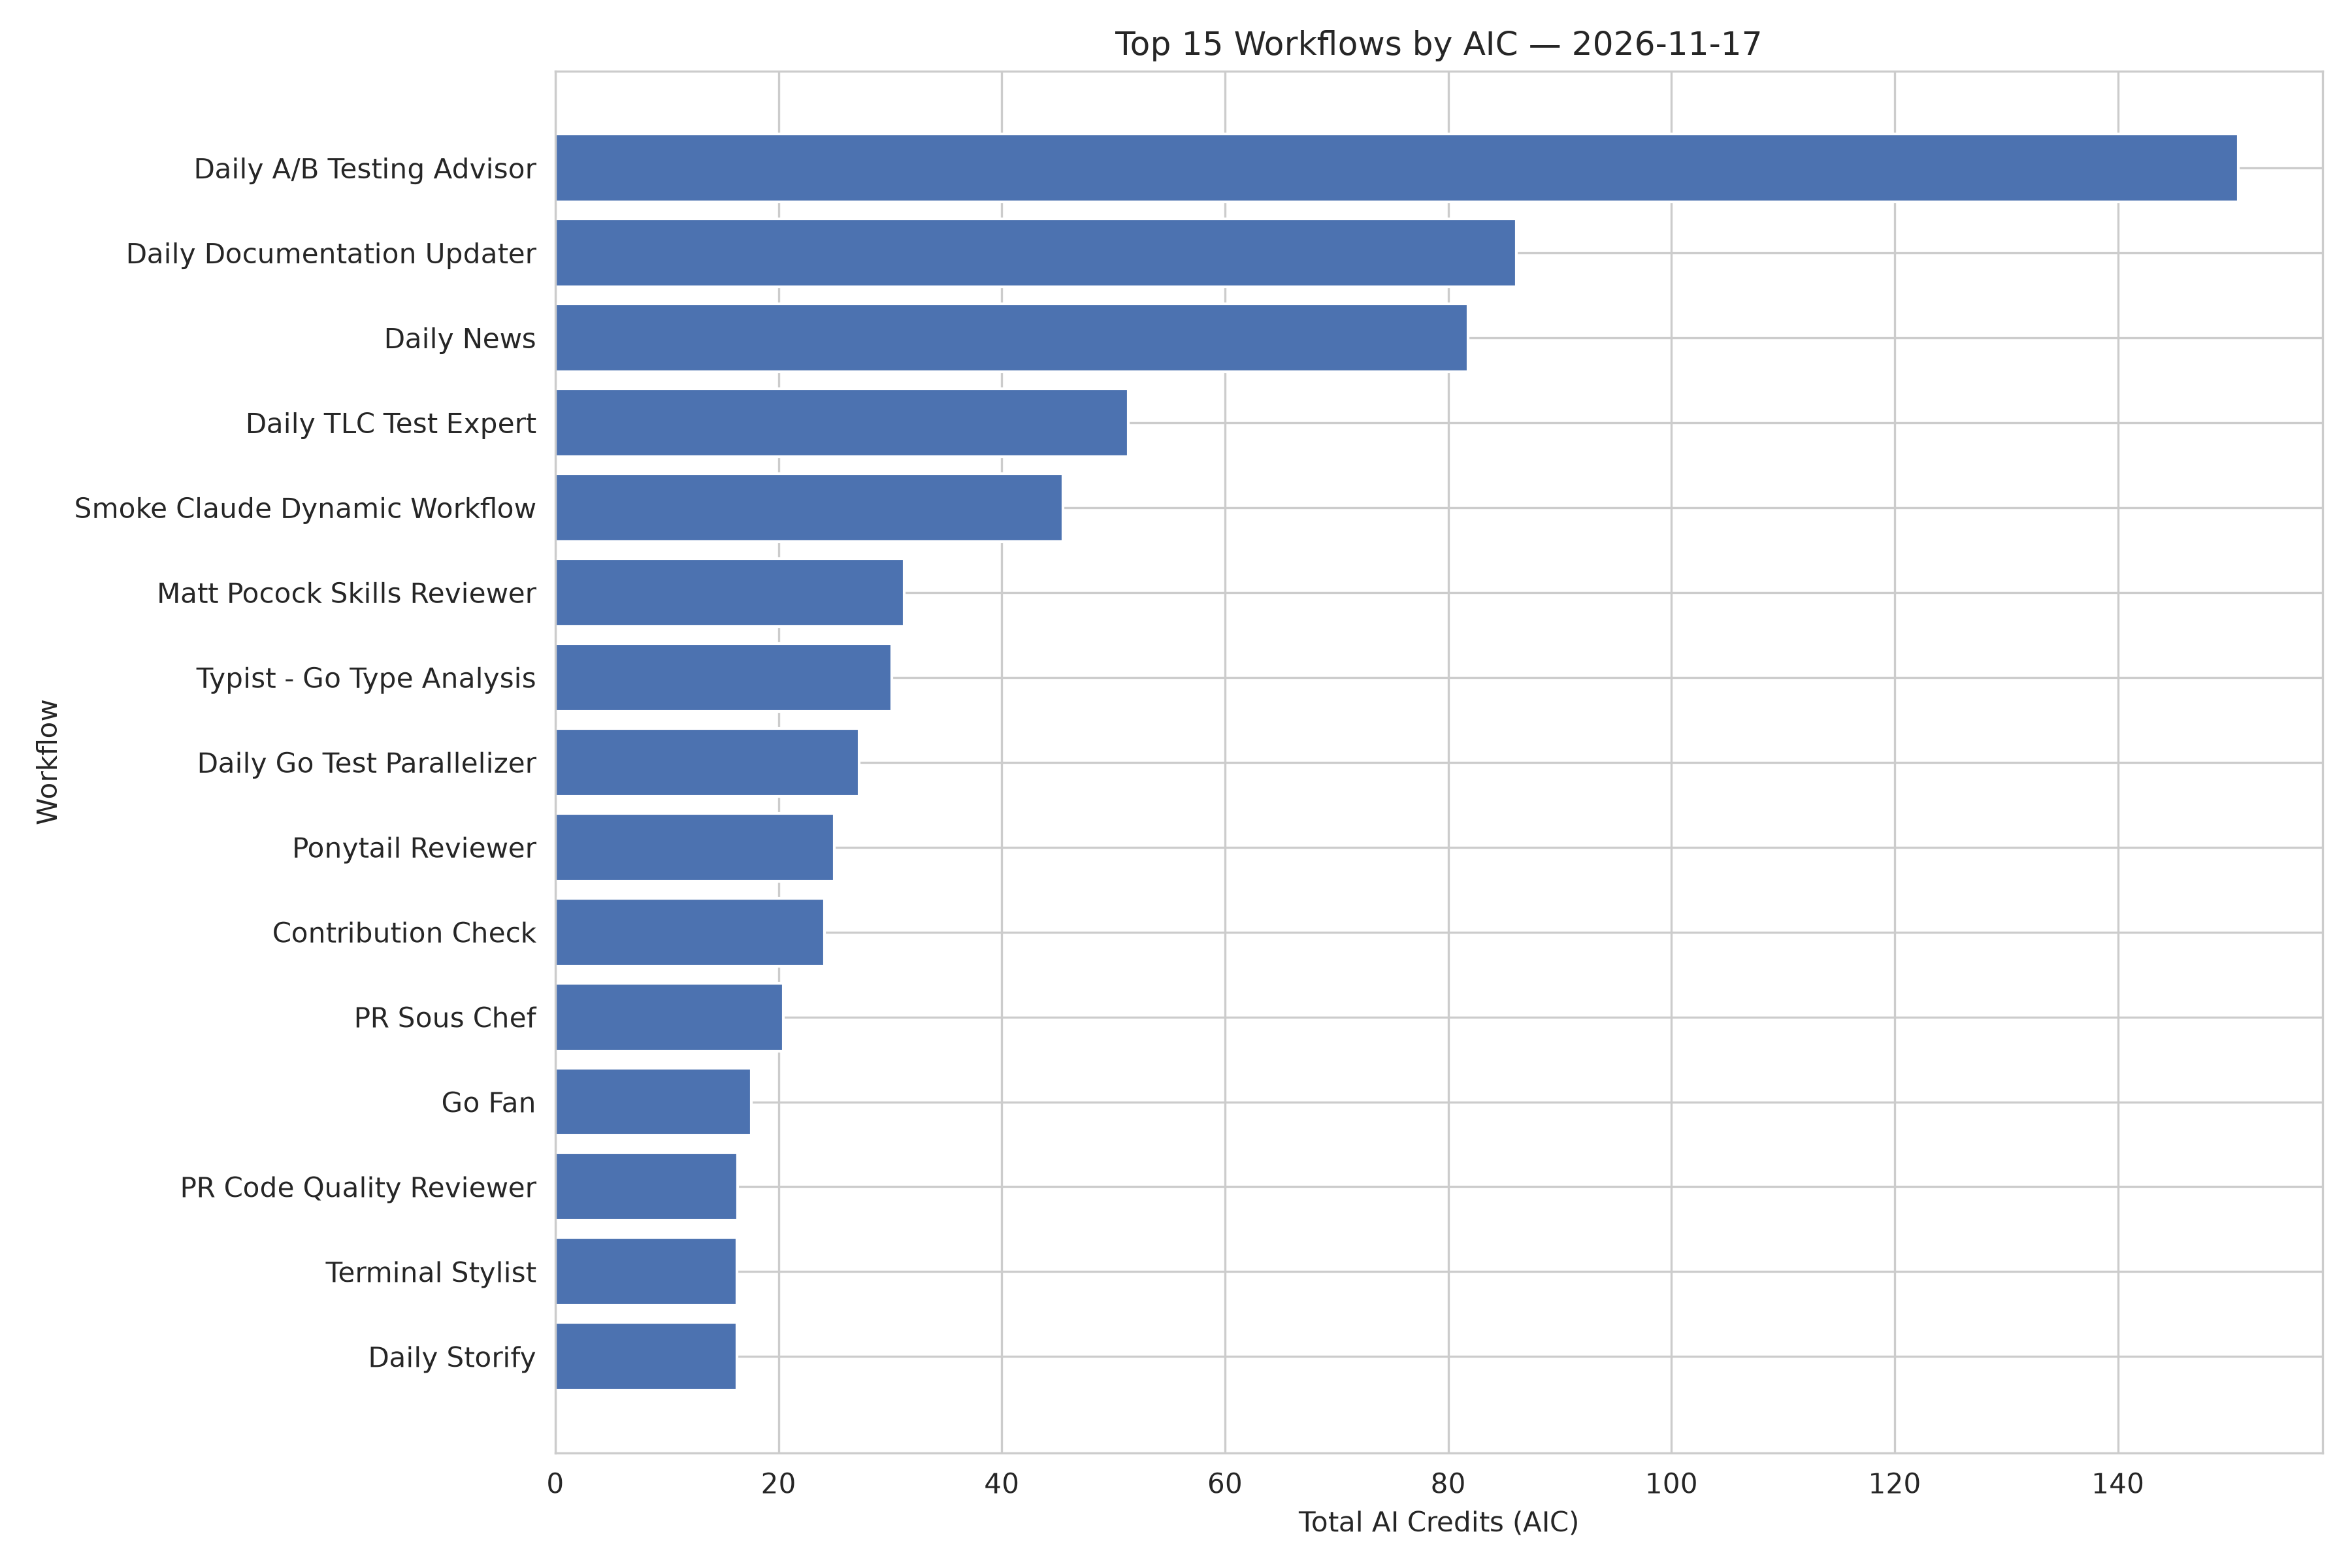 Top 15 Workflows by AIC — 2026-11-17
Workflow
Daily A/B Testing Advisor
Daily Documentation Updater
Daily News
Daily TLC Test Expert
Smoke Claude Dynamic Workflow
Matt Pocock Skills Reviewer
Typist - Go Type Analysis
Daily Go Test Parallelizer
Ponytail Reviewer
Contribution Check
PR Sous Chef
Go Fan
PR Code Quality Reviewer
Terminal Stylist
Daily Storify
0 20 40 60 80 100 120 140
Total AI Credits (AIC)